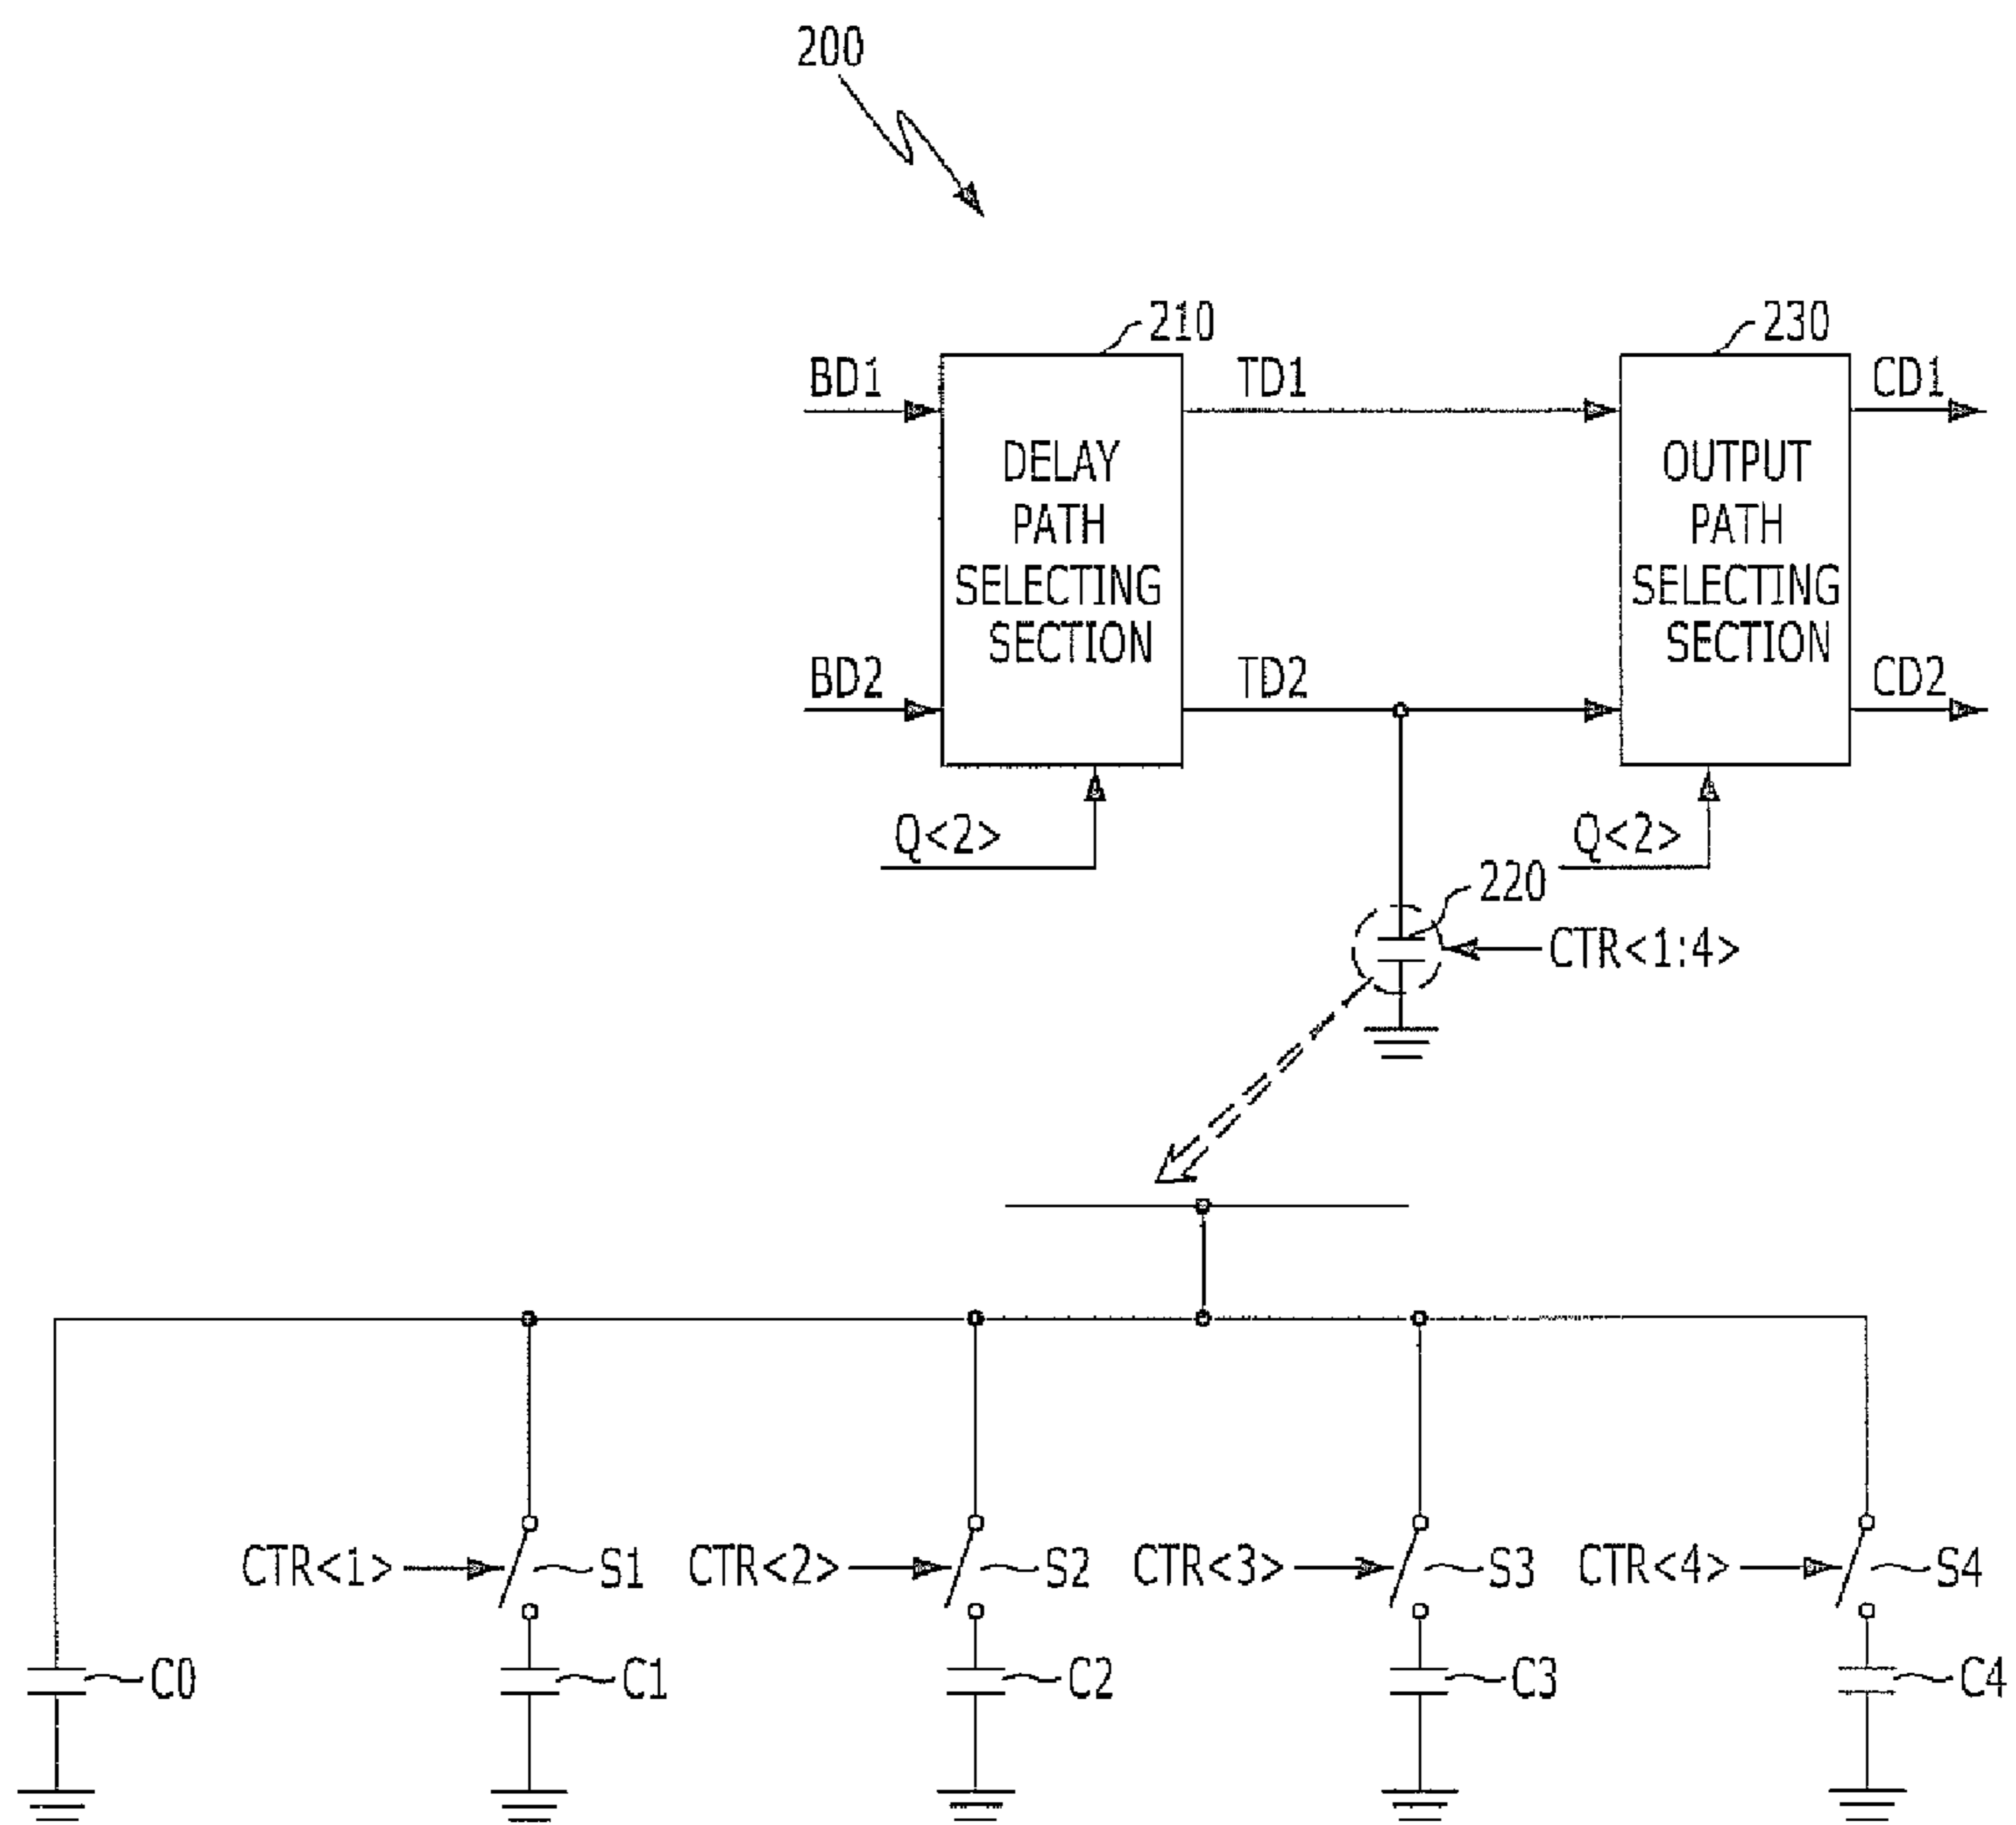 200
210
230
BD1
TD1
CD1
DELAY
PATH
SELECTING
SECTION
OUTPUT
PATH
SELECTING
SECTION
BD2
TD2
CD2
Q<2>
Q<2>
220
CTR<1:4>
CTR<1>
S1
CTR<2>
S2
CTR<3>
S3
CTR<4>
S4
C0
C1
C2
C3
C4